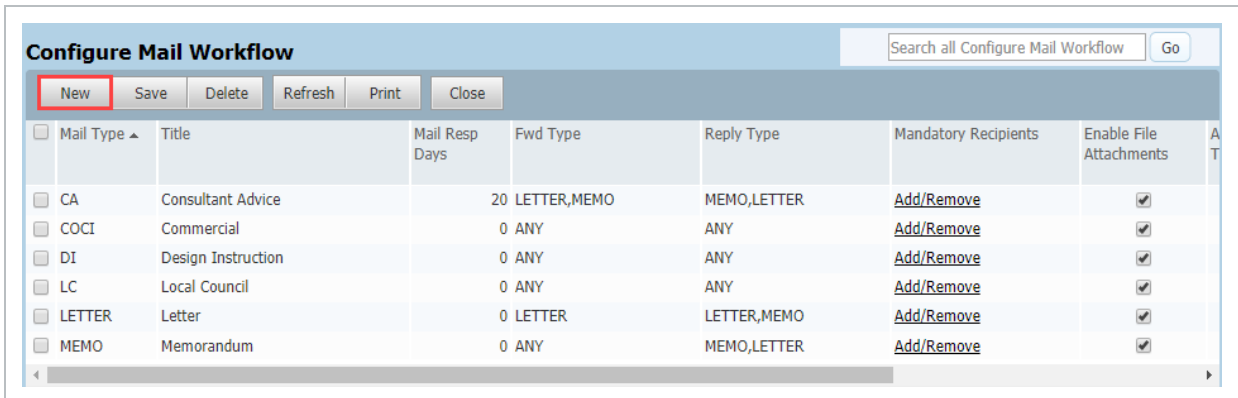 Configure Mail Workflow Search all Configure Mail Workflow Go
New Save Delete Refresh Print Close
Mail Type Title Mail Resp Days Fwd Type Reply Type Mandatory Recipients Enable File Attachments A T
CA Consultant Advice 20 LETTER,MEMO MEMO,LETTER Add/Remove
COCI Commercial 0 ANY ANY Add/Remove
DI Design Instruction 0 ANY ANY Add/Remove
LC Local Council 0 ANY ANY Add/Remove
LETTER Letter 0 LETTER LETTER,MEMO Add/Remove
MEMO Memorandum 0 ANY MEMO,LETTER Add/Remove